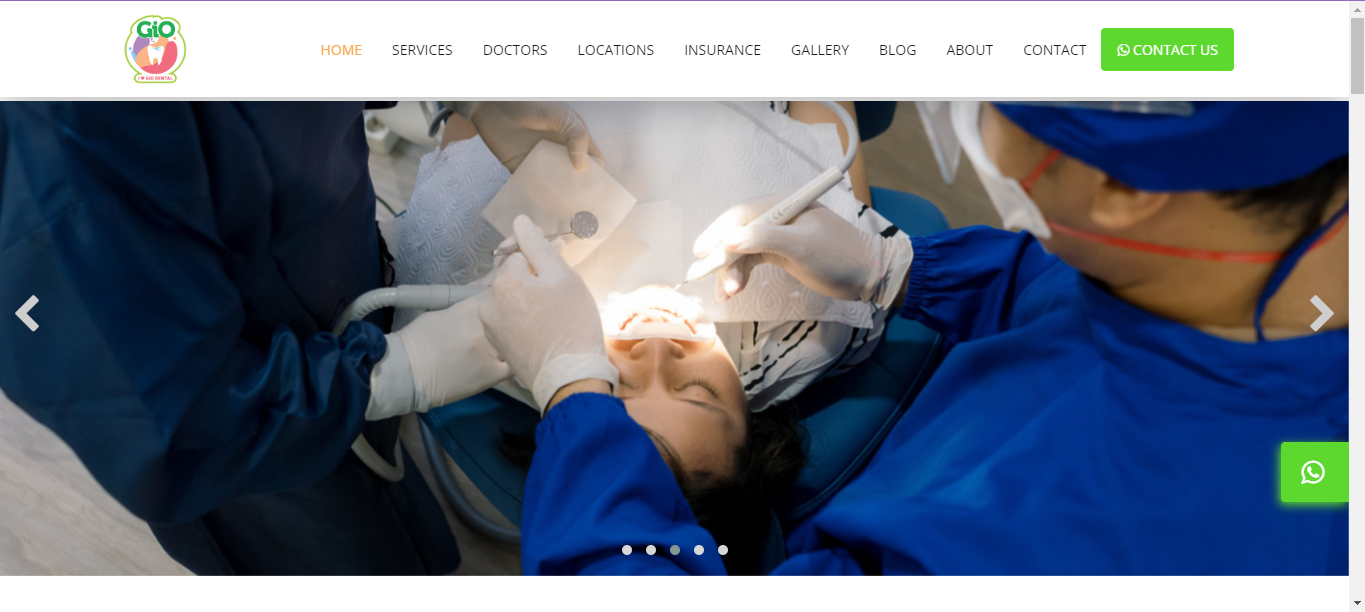 GiO
I ♥ GIO DENTAL
HOME SERVICES DOCTORS LOCATIONS INSURANCE GALLERY BLOG ABOUT CONTACT CONTACT US